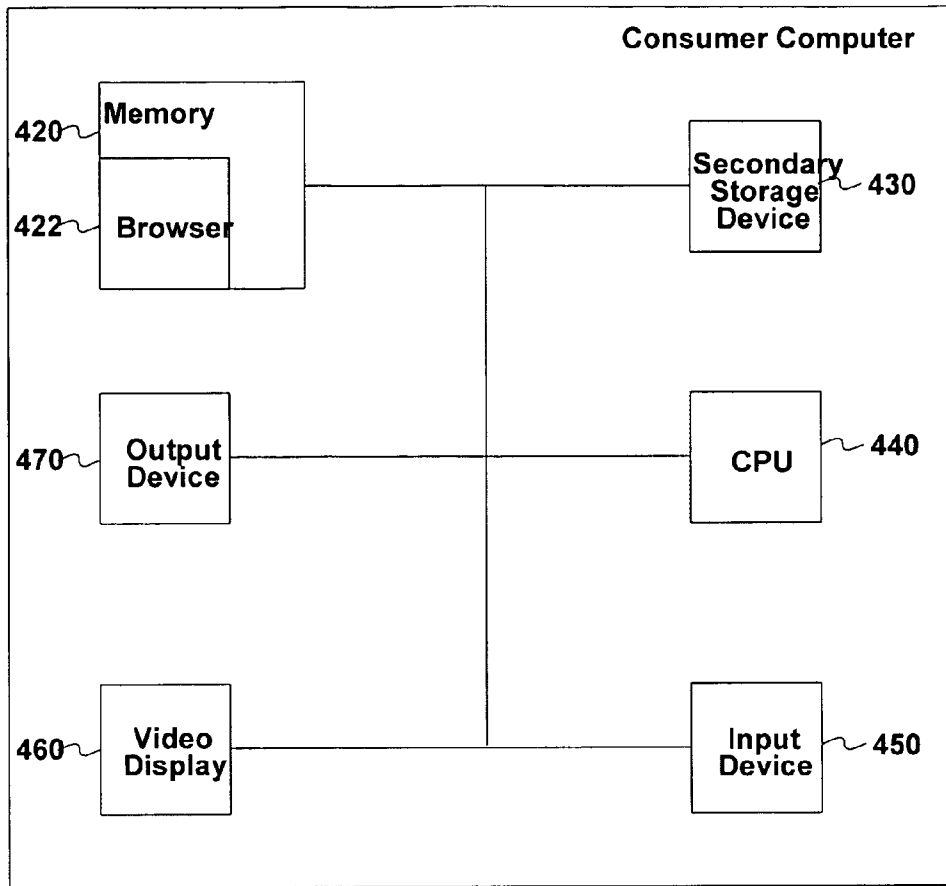 Consumer Computer
420
Memory
422
Browser
Secondary
Storage
Device
430
470
Output
Device
CPU
440
460
Video
Display
Input
Device
450